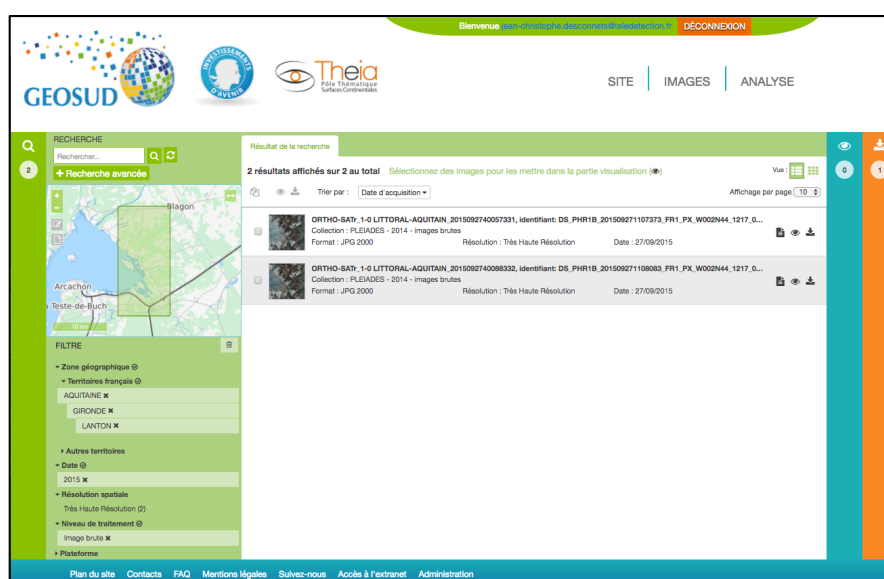 Bienvenue jean-christophe.desconnets@teledetection.fr DÉCONNEXION
GEOSUD
INVESTISSEMENTS D'AVENIR
Theia
Pôle Thématique
Surfaces Continentales
SITE IMAGES ANALYSE
RECHERCHE
Rechercher...
+ Recherche avancée
2
Blagon
Arcachon
a Teste-de-Buch
10 km
FILTRE
Zone géographique
Territoires français
AQUITAINE
GIRONDE
LANTON
Autres territoires
Date
2015
Résolution spatiale
Très Haute Résolution (2)
Niveau de traitement
Image brute
Plateforme
Résultat de la recherche
2 résultats affichés sur 2 au total Sélectionnez des images pour les mettre dans la partie visualisation ( )
Vue :
Trier par : Date d'acquisition
Affichage par page 10
ORTHO-SATr_1-0 LITTORAL-AQUITAIN_2015092740057331, identifiant: DS_PHR1B_201509271107373_FR1_PX_W002N44_1217_0...
Collection : PLEIADES - 2014 - images brutes
Format : JPG 2000 Résolution : Très Haute Résolution Date : 27/09/2015
ORTHO-SATr_1-0 LITTORAL-AQUITAIN_2015092740088332, identifiant: DS_PHR1B_201509271108083_FR1_PX_W002N44_1217_0...
Collection : PLEIADES - 2014 - images brutes
Format : JPG 2000 Résolution : Très Haute Résolution Date : 27/09/2015
0
1
Plan du site Contacts FAQ Mentions légales Suivez-nous Accès à l'extranet Administration